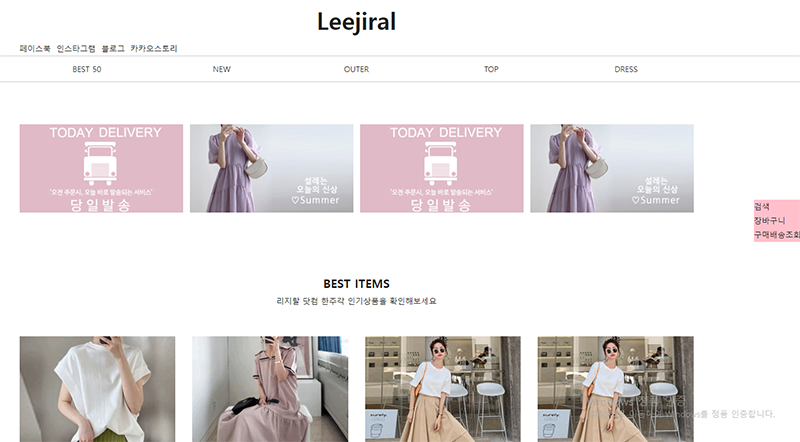 Leejiral
페이스북 인스타그램 블로그 카카오스토리
BEST 50 NEW OUTER TOP DRESS
TODAY DELIVERY
'오전 주문시, 오늘 바로 발송되는 서비스'
당일발송
설레는
오늘의 신상
♡Summer
TODAY DELIVERY
'오전 주문시, 오늘 바로 발송되는 서비스'
당일발송
설레는
오늘의 신상
♡Summer
검색
장바구니
구매배송조회
BEST ITEMS
리지랄 닷컴 한주각 인기상품을 확인해보세요
정품 인증
Windows를 정품 인증합니다.